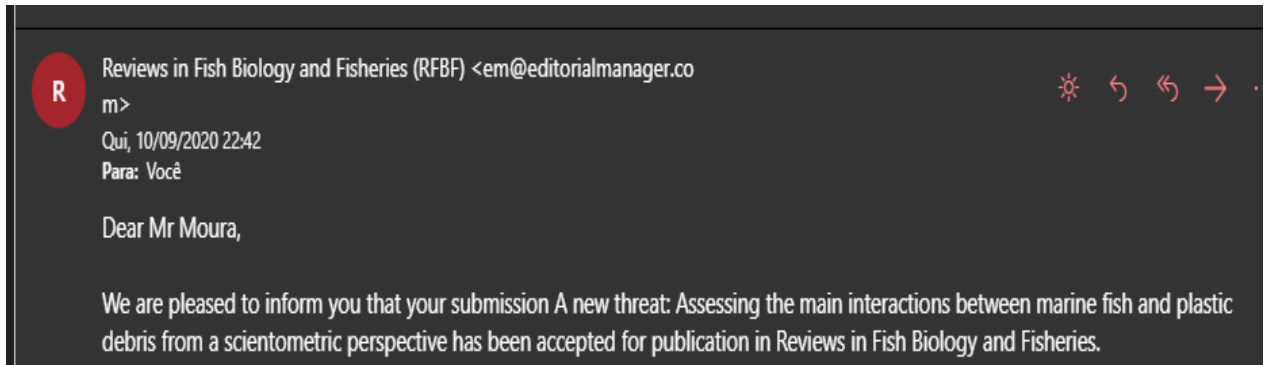 R
Reviews in Fish Biology and Fisheries (RFBF) <em@editorialmanager.co
m>
Qui, 10/09/2020 22:42
Para: Você
Dear Mr Moura,
We are pleased to inform you that your submission A new threat: Assessing the main interactions between marine fish and plastic
debris from a scientometric perspective has been accepted for publication in Reviews in Fish Biology and Fisheries.